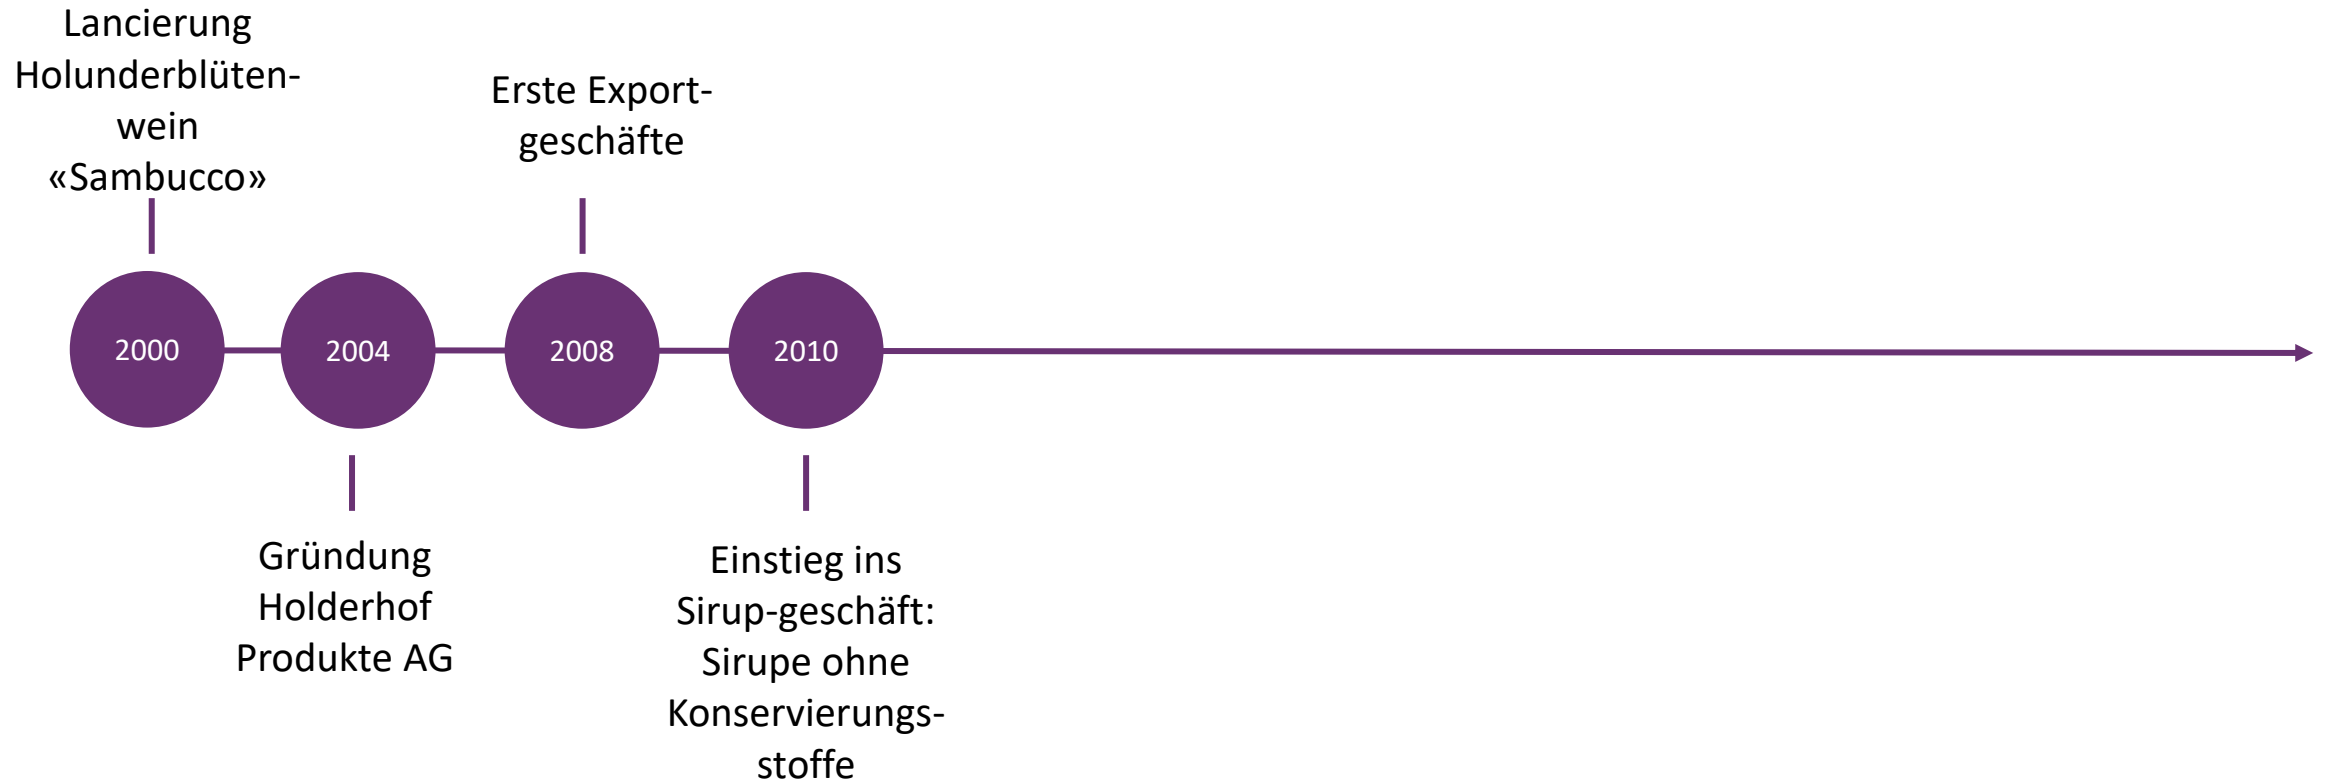 Lancierung
Holunderblüten-
wein
«Sambucco»
Erste Export-
geschäfte
2000
2004
2008
2010
Gründung
Holderhof
Produkte AG
Einstieg ins
Sirup-geschäft:
Sirupe ohne
Konservierungs-
stoffe